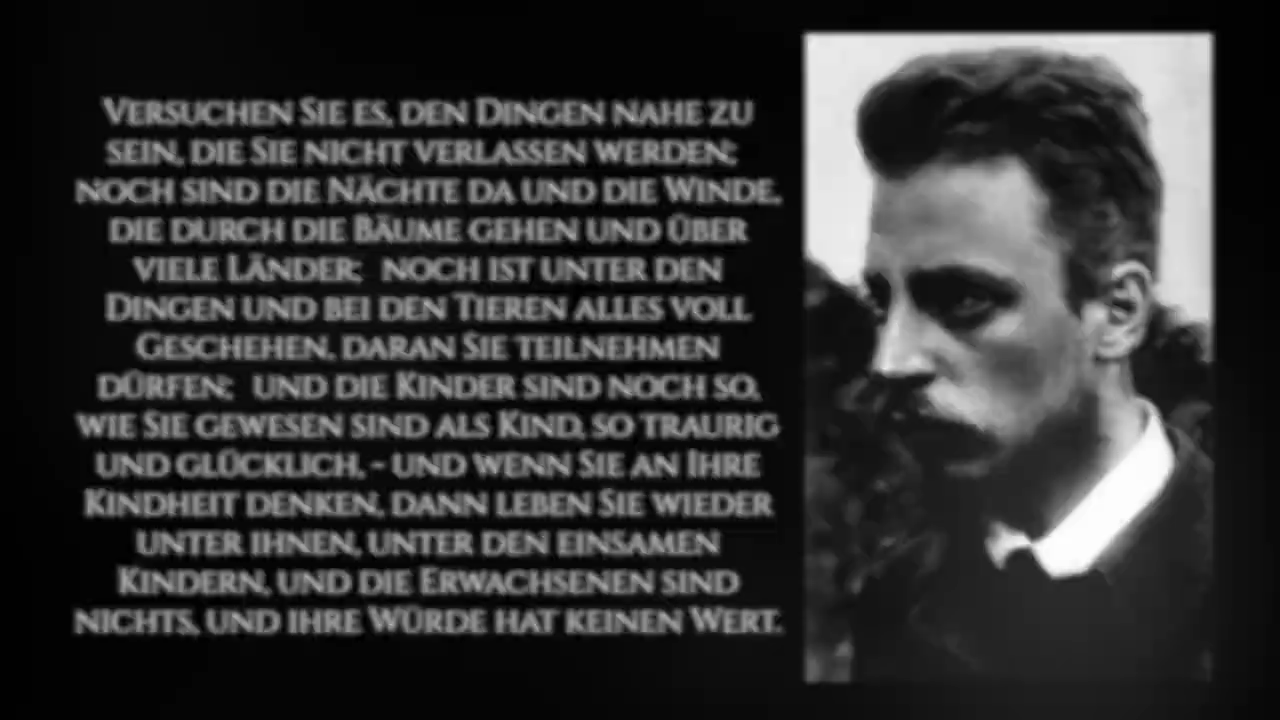 Versuchen Sie es, den Dingen nahe zu
sein, die Sie nicht verlassen werden;
noch sind die Nächte da und die Winde,
die durch die Bäume gehen und über
viele Länder; noch ist unter den
Dingen und bei den Tieren alles voll
Geschehen, daran Sie teilnehmen
dürfen; und die Kinder sind noch so,
wie Sie gewesen sind als Kind, so traurig
und glücklich, - und wenn Sie an Ihre
Kindheit denken, dann leben Sie wieder
unter ihnen, unter den einsamen
Kindern, und die Erwachsenen sind
nichts, und ihre Würde hat keinen Wert.